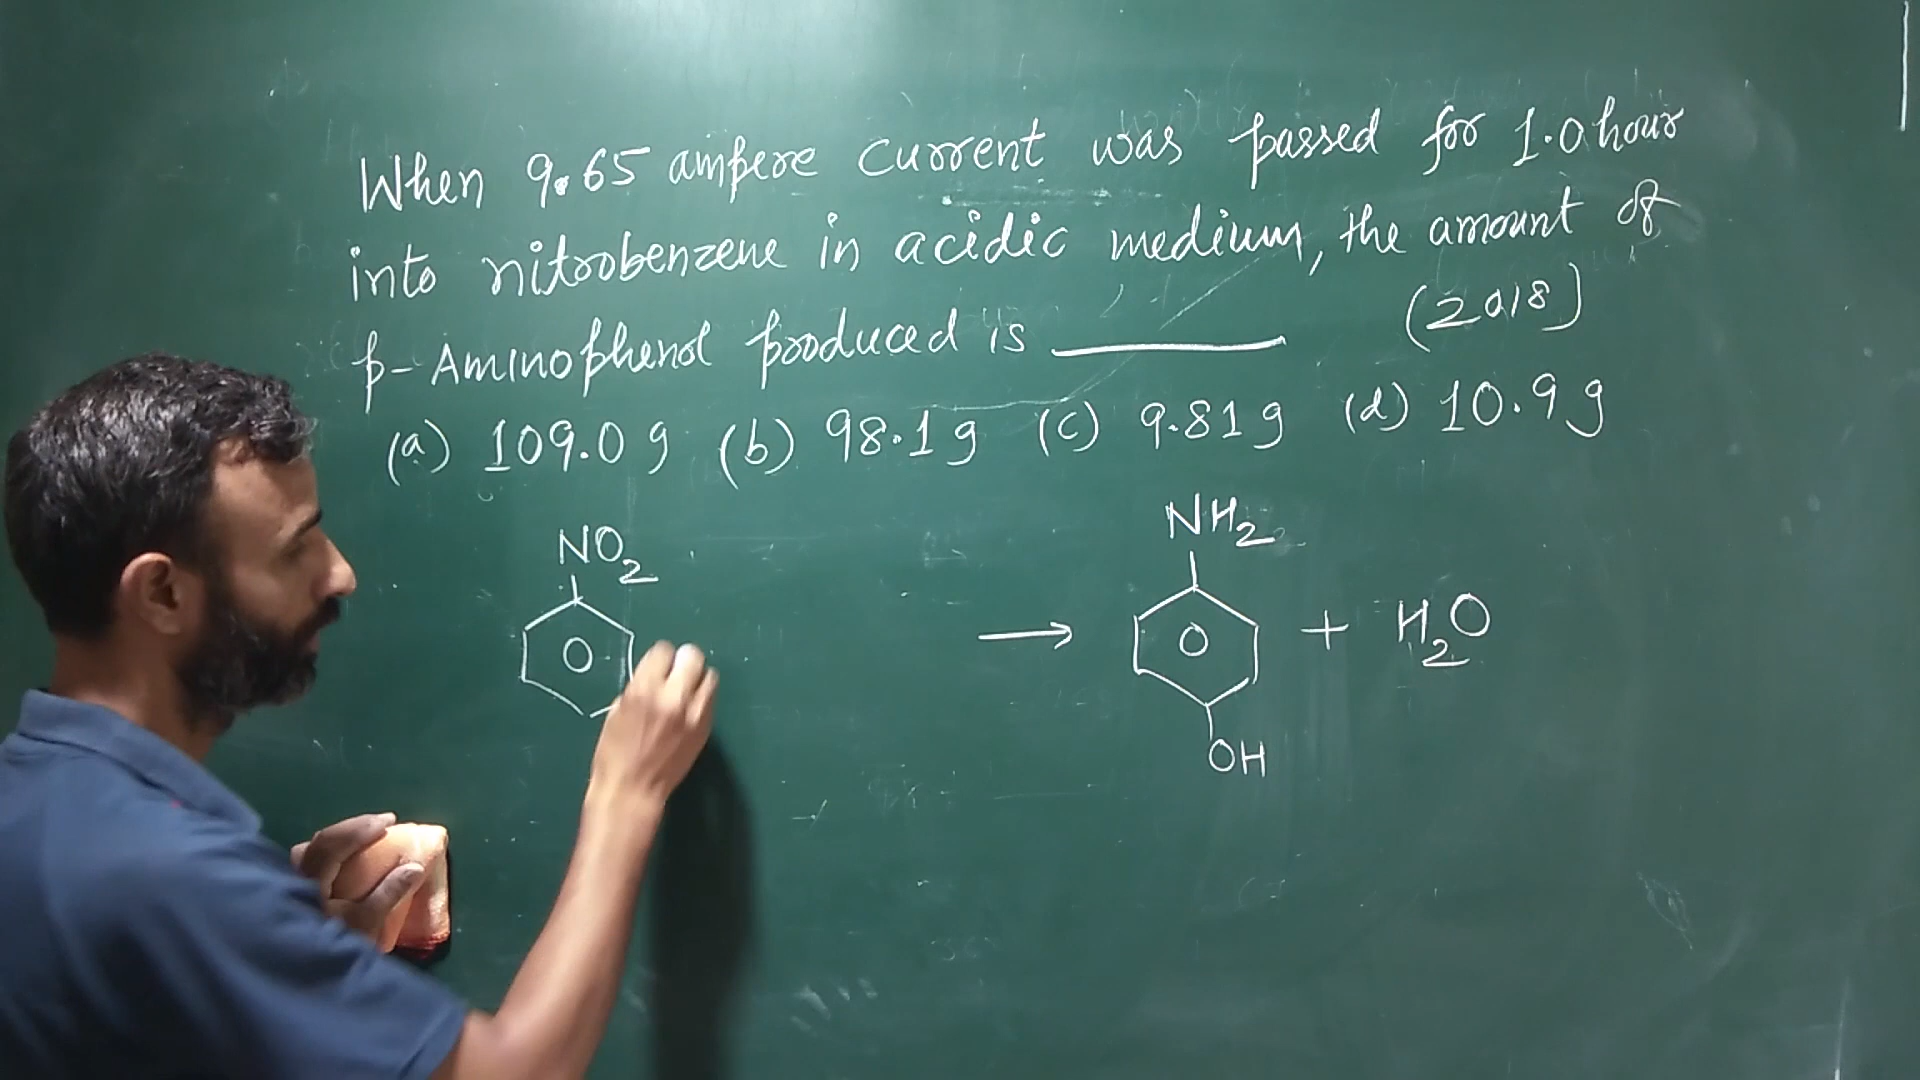 When 9.65 ampere current was passed for 1.0 hour
into nitrobenzene in acidic medium, the amount of
p-Aminophenol produced is ________ (2018)
(a) 109.0 g (b) 98.1 g (c) 9.81 g (d) 10.9 g
NO2 → NH2 + H2O
OH